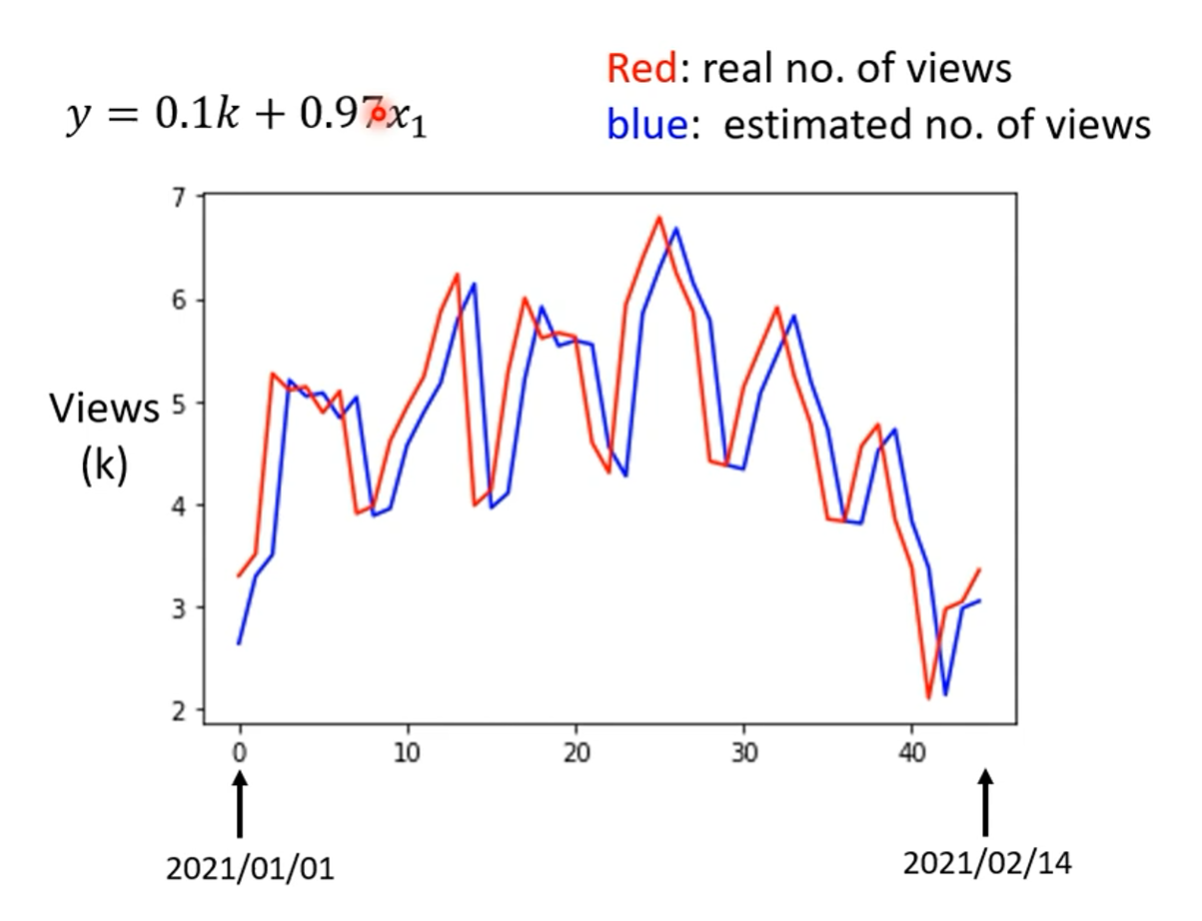 Red: real no. of views
y = 0.1k + 0.97x₁
blue: estimated no. of views
7
6
Views 5
(k)
4
3
2
0 10 20 30 40
2021/01/01 2021/02/14